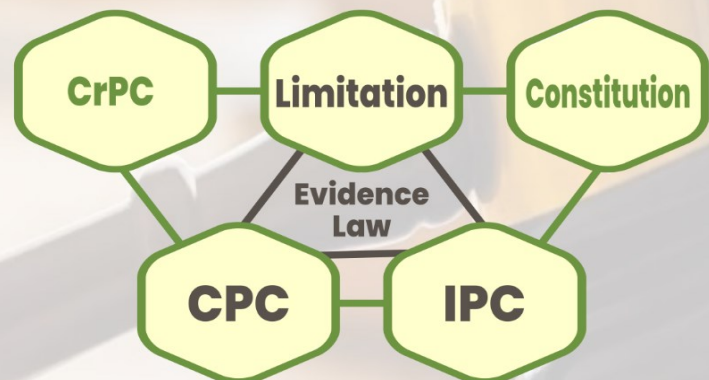 CrPC
Limitation
Constitution
Evidence
Law
CPC
IPC